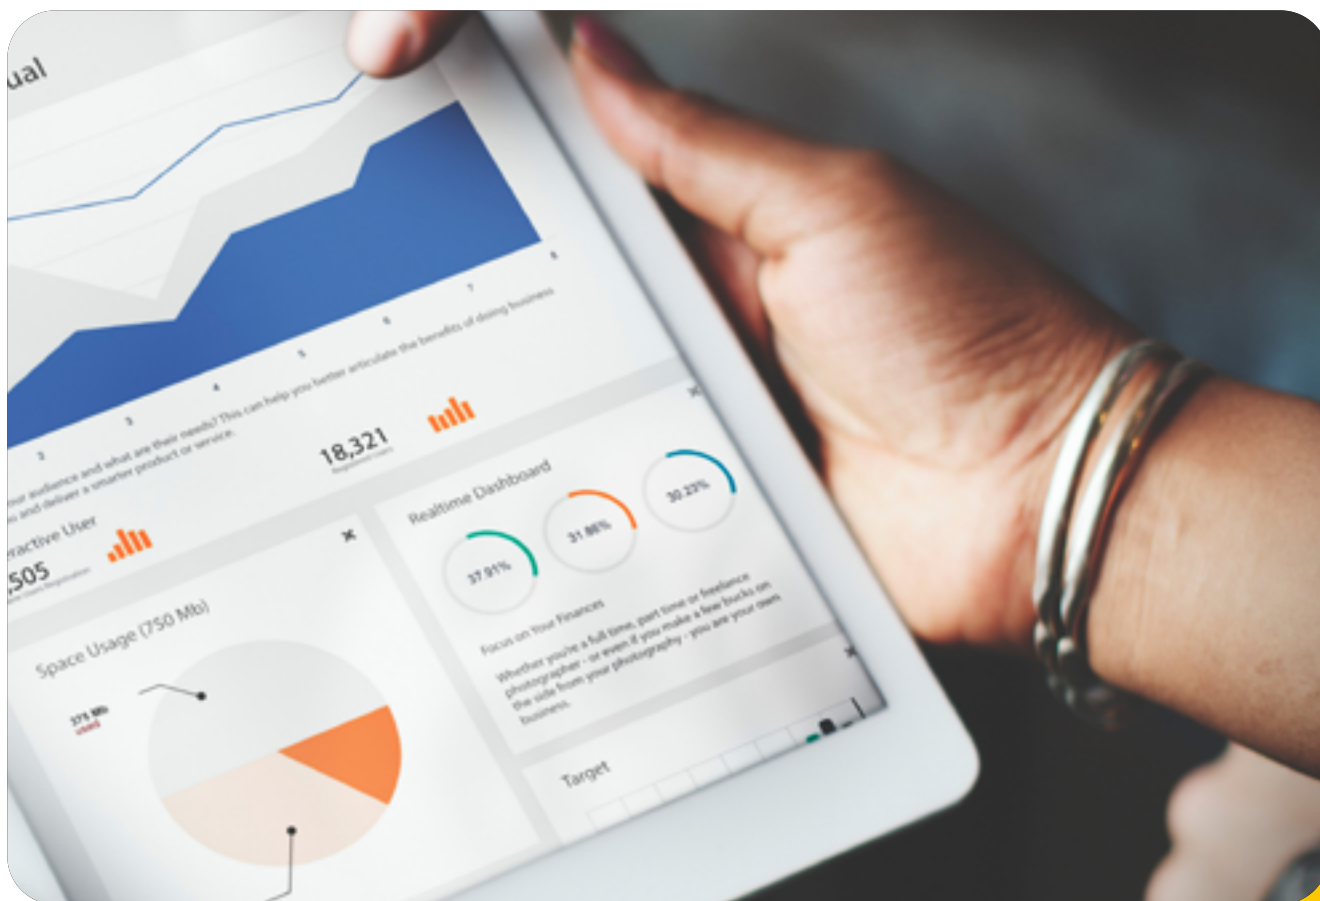 ual
2 3 4 5 6 7 8
our audience and what are their needs? This can help you better articulate the benefits of doing business
u and deliver a smarter product or service.
eractive User
,505
18,321
Registered users
Realtime Dashboard
37.91%
31.86%
30.23%
Focus on Your Finances
Whether you're a full time, part time or freelance
photographer - or even if you make a few bucks on
the side from your photography - you are your own
business.
Space Usage (750 Mb)
375 Mb
used
Target